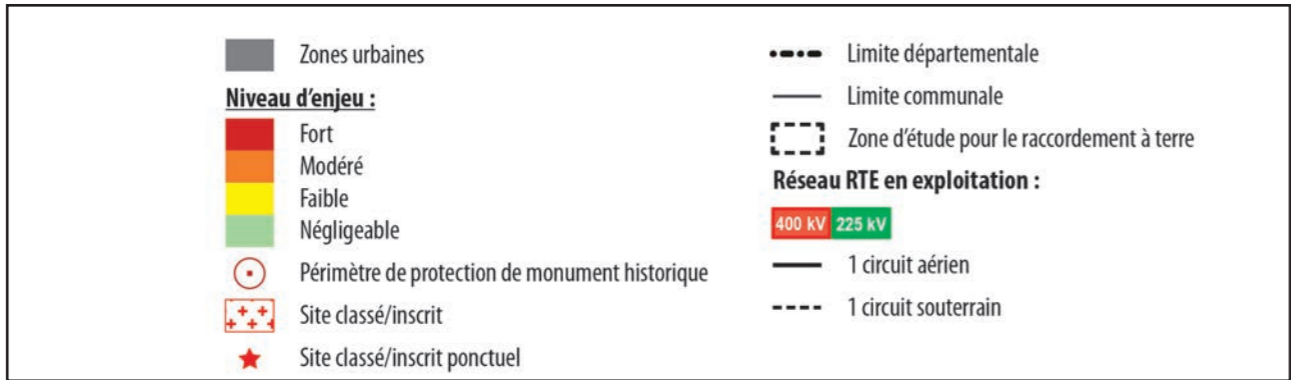 Zones urbaines
Niveau d'enjeu :
Fort
Modéré
Faible
Négligeable
Périmètre de protection de monument historique
Site classé/inscrit
Site classé/inscrit ponctuel
Limite départementale
Limite communale
Zone d'étude pour le raccordement à terre
Réseau RTE en exploitation :
400 kV 225 kV
1 circuit aérien
1 circuit souterrain